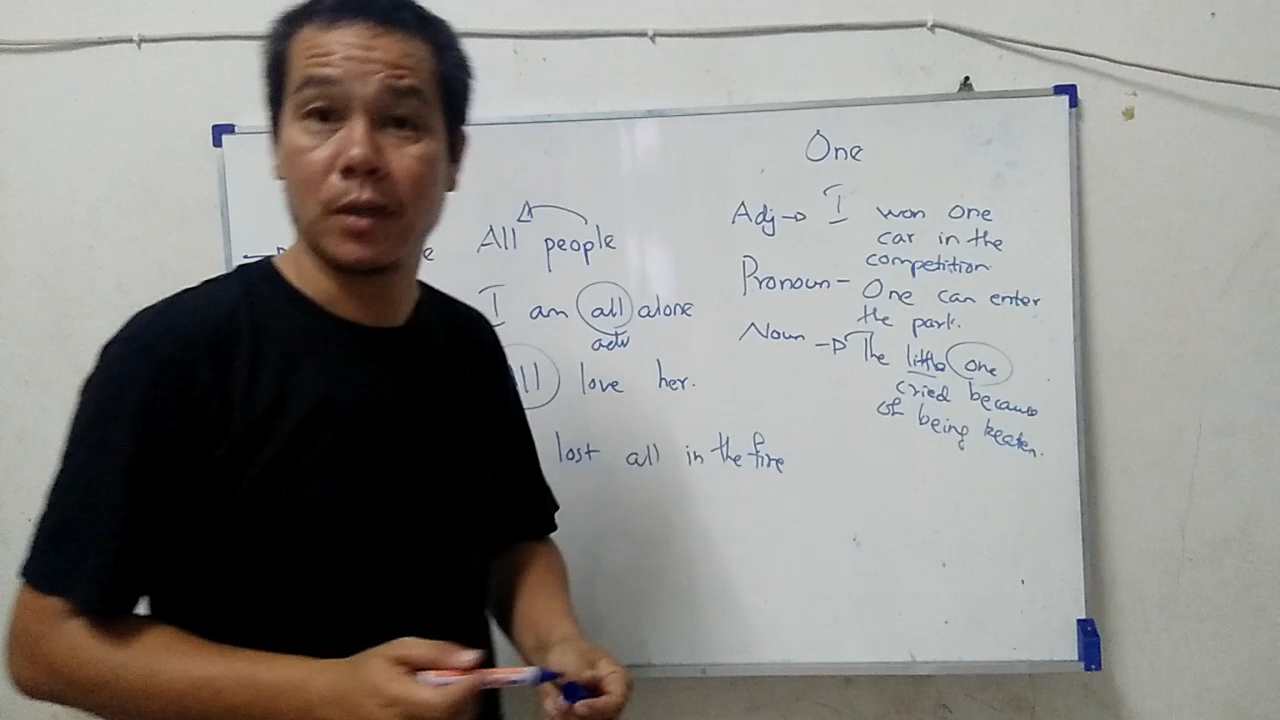 One
All people
I am all alone
adv
ll love her.
lost all in the fire
Adj → I won one
car in the
competition
Pronoun - One can enter
the park.
Noun → The little one
cried because
of being beaten.